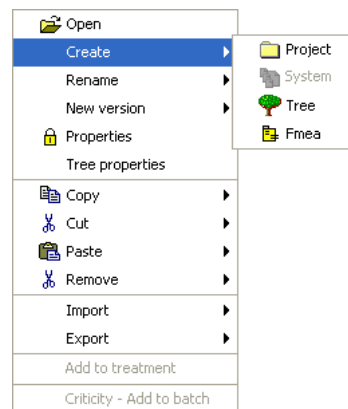 Open
Create
Rename
New version
Properties
Tree properties
Copy
Cut
Paste
Remove
Import
Export
Add to treatment
Criticity - Add to batch
Project
System
Tree
Fmea